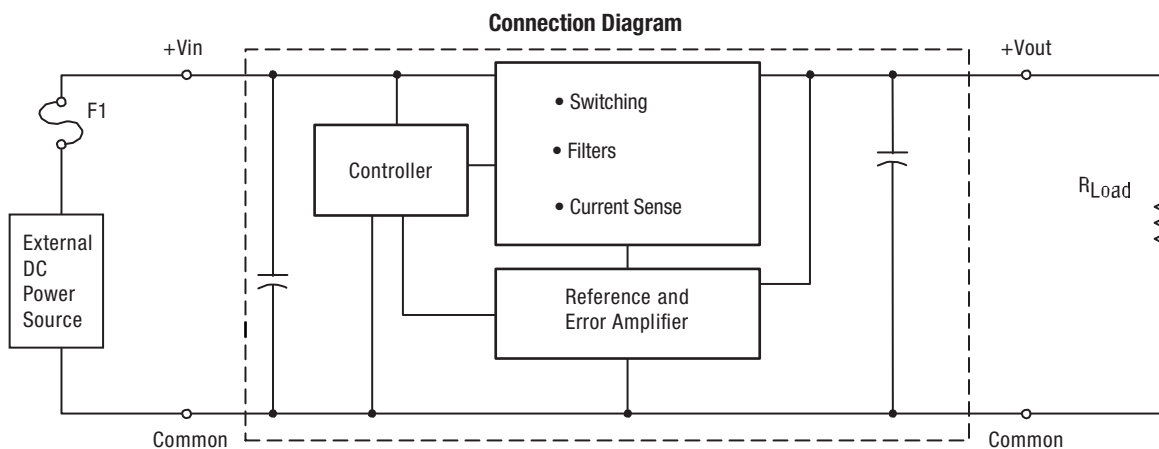 Connection Diagram
+Vin
+Vout
F1
• Switching
• Filters
• Current Sense
Controller
RLoad
External
DC
Power
Source
Reference and
Error Amplifier
Common
Common